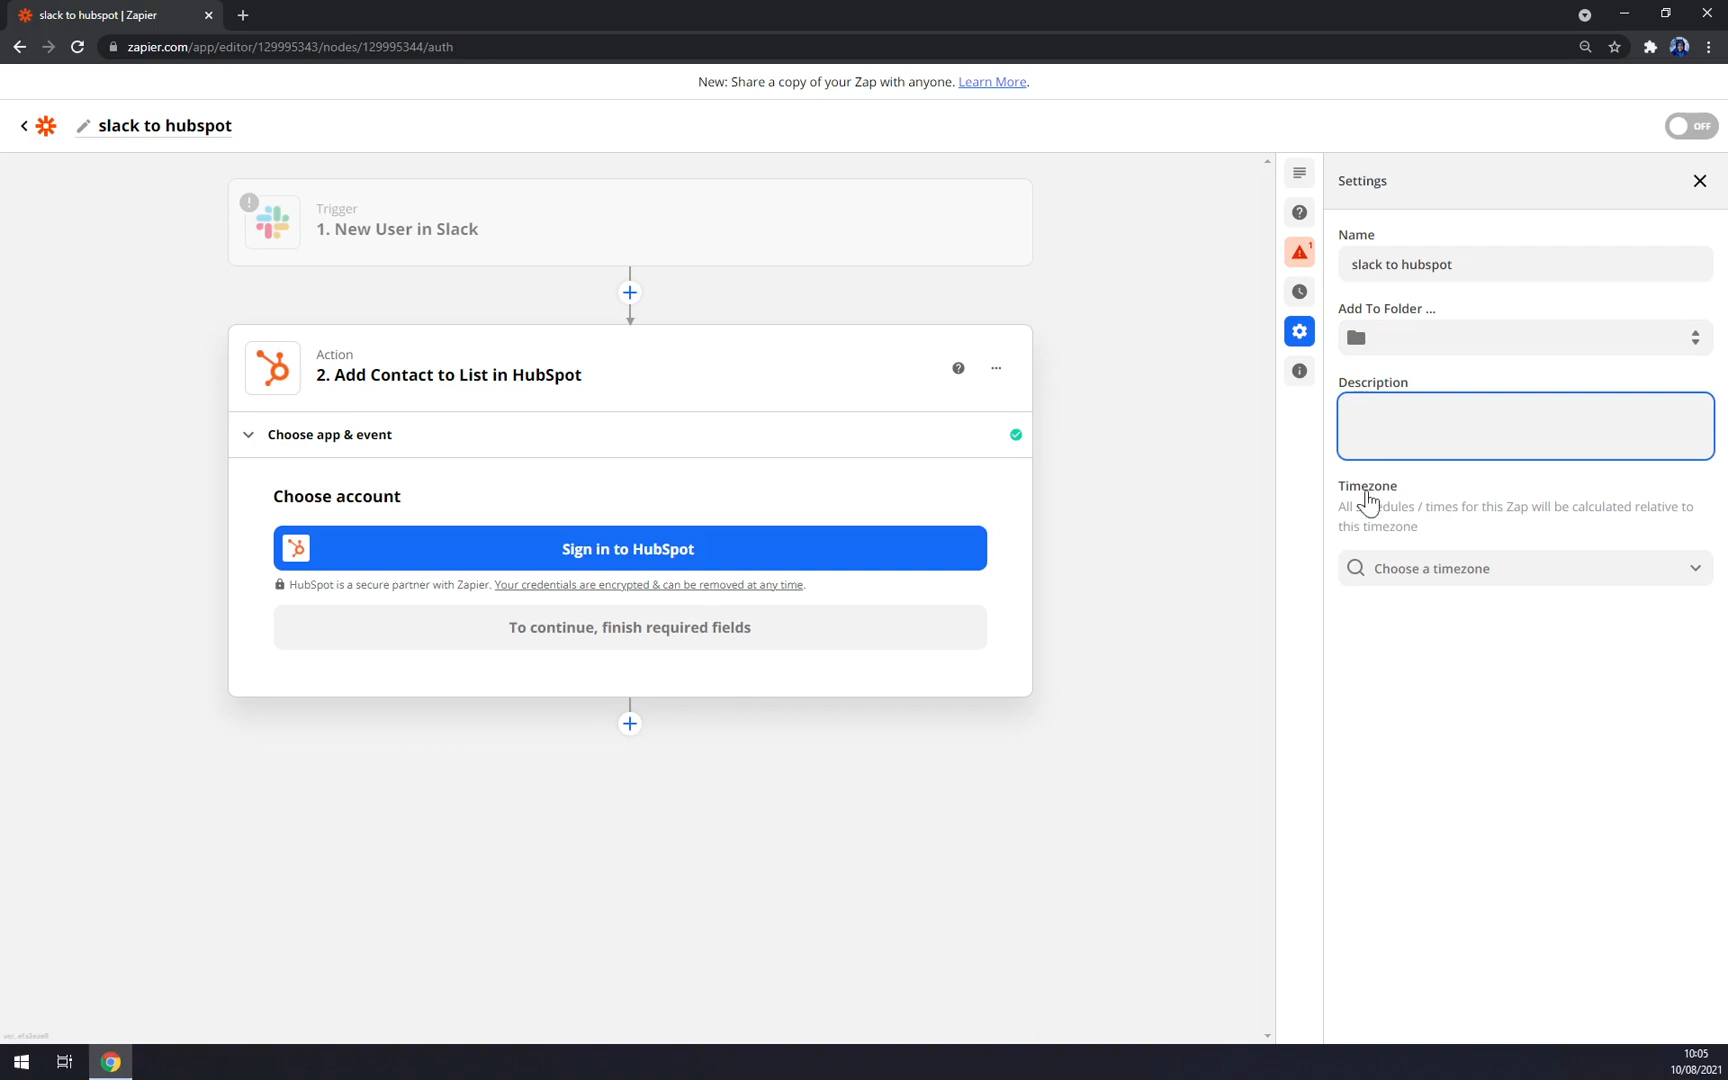 slack to hubspot | Zapier
zapier.com/app/editor/129995343/nodes/129995344/auth
New: Share a copy of your Zap with anyone. Learn More.
slack to hubspot
OFF
Trigger
1. New User in Slack
Action
2. Add Contact to List in HubSpot
Choose app & event
Choose account
Sign in to HubSpot
HubSpot is a secure partner with Zapier. Your credentials are encrypted & can be removed at any time.
To continue, finish required fields
1
Settings
Name
slack to hubspot
Add To Folder ...
Description
Timezone
All schedules / times for this Zap will be calculated relative to
this timezone
Choose a timezone
10:05
10/08/2021